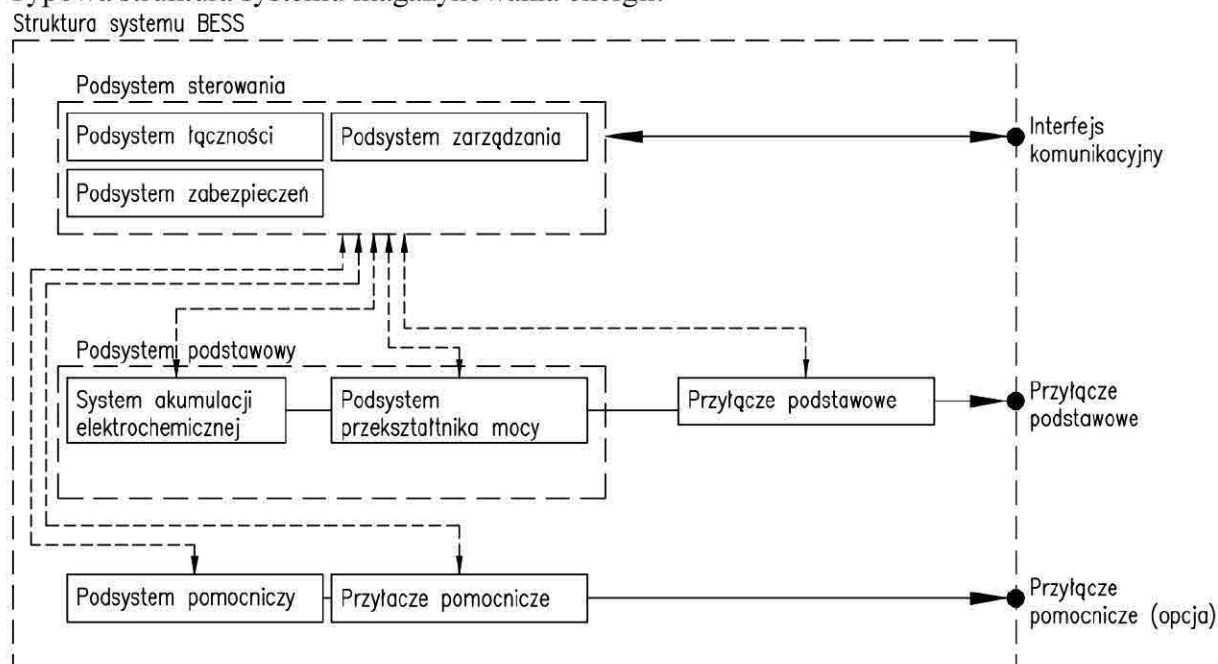 Typowa struktura systemu magazynowania energii.
Struktura systemu BESS
Podsystem sterowania
Podsystem łączności
Podsystem zarządzania
Podsystem zabezpieczeń
Interfejs
komunikacyjny
Podsystem podstawowy
System akumulacji
elektrochemicznej
Podsystem
przekształtnika mocy
Przyłącze podstawowe
Przyłącze
podstawowe
Podsystem pomocniczy
Przyłacze pomocnicze
Przyłącze
pomocnicze (opcja)